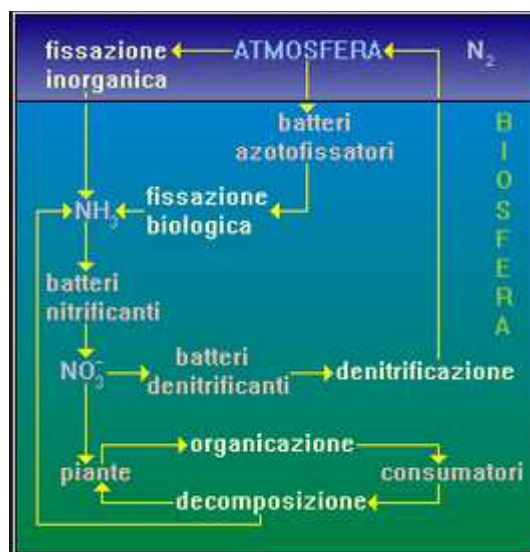 fissazione ATMOSFERA N2
inorganica
batteri
azotofissatori
BIOSFERA
fissazione
NH3
biologica
batteri
nitrificanti
batteri
NO3-
denitrificanti
denitrificazione
organicazione
piante
consumatori
decomposizione